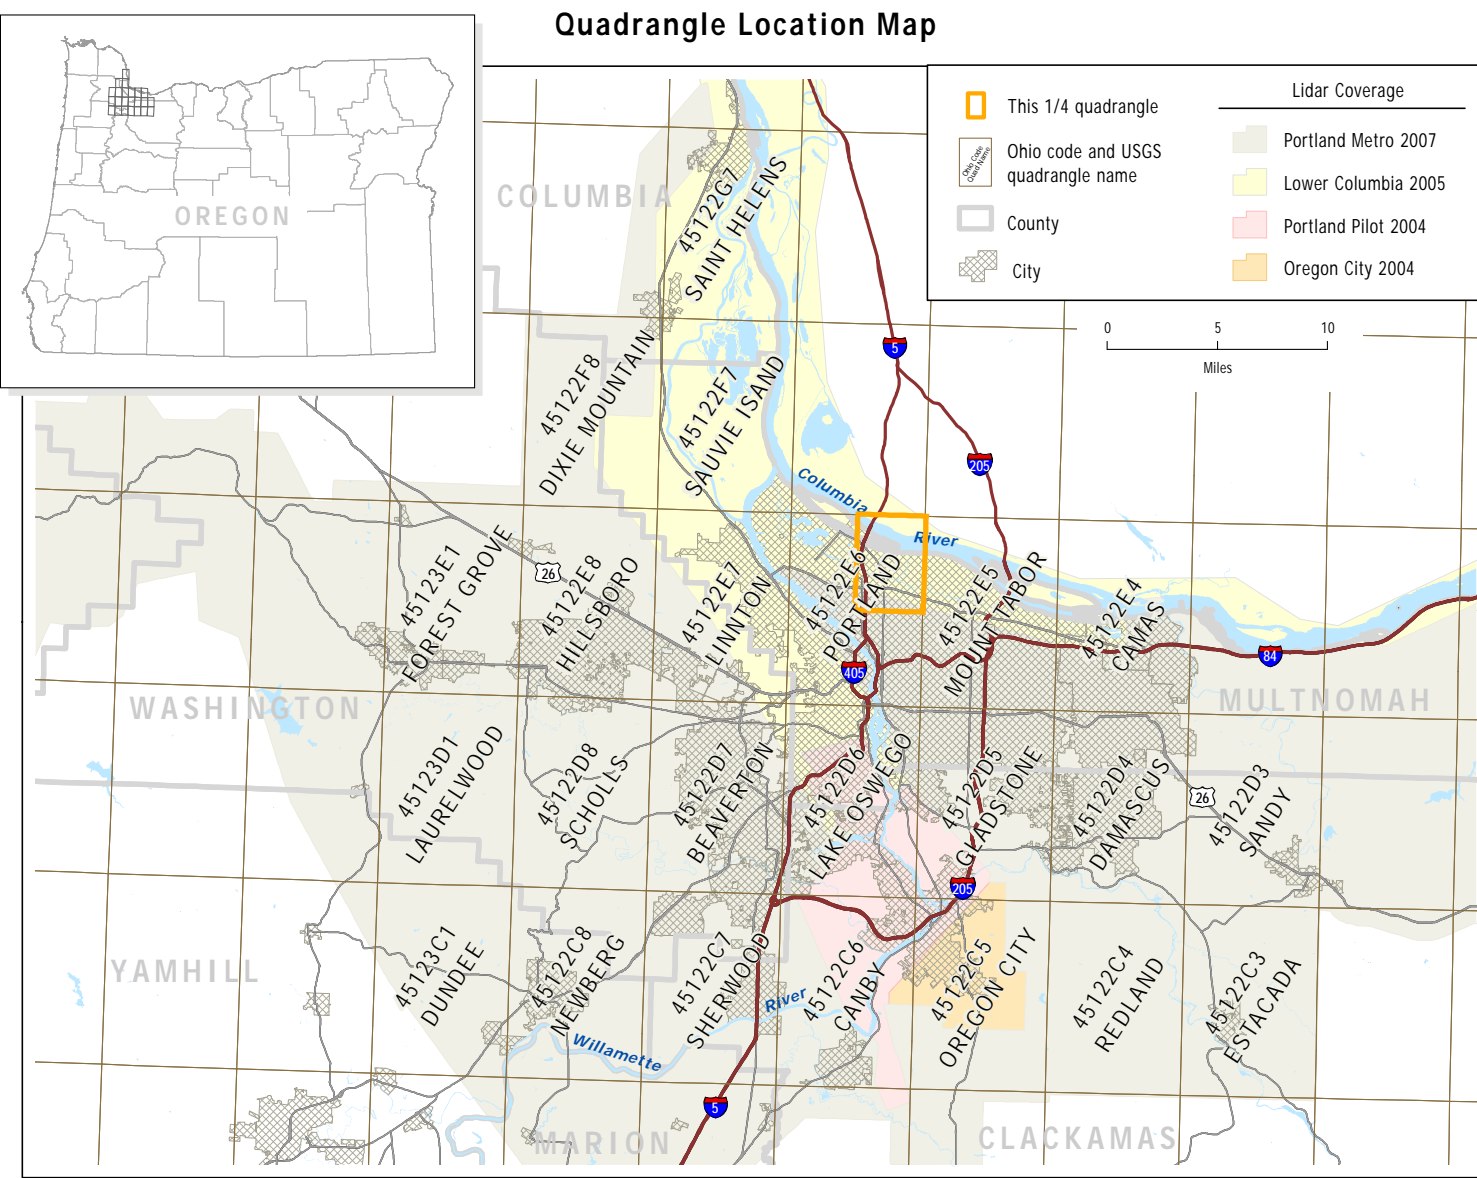 Quadrangle Location Map
OREGON
This 1/4 quadrangle
Ohio Code
Quad Name
Ohio code and USGS
quadrangle name
County
City
Lidar Coverage
Portland Metro 2007
Lower Columbia 2005
Portland Pilot 2004
Oregon City 2004
0 5 10
Miles
COLUMBIA
45122G7
SAINT HELENS
5
45122F8
DIXIE MOUNTAIN
45122F7
SAUVIE ISAND
205
Columbia
River
45123E1
FOREST GROVE
26
45122E8
HILLSBORO
45122E7
LINNTON
45122E6
PORTLAND
45122E5
MOUNT TABOR
45122E4
CAMAS
405
84
WASHINGTON
MULTNOMAH
45123D1
LAURELWOOD
45122D8
SCHOLLS
45122D7
BEAVERTON
45122D6
LAKE OSWEGO
45122D5
GLADSTONE
45122D4
DAMASCUS
26
45122D3
SANDY
205
YAMHILL
45123C1
DUNDEE
45122C8
NEWBERG
45122C7
SHERWOOD
45122C6
CANBY
45122C5
OREGON CITY
45122C4
REDLAND
45122C3
ESTACADA
Willamette
River
5
MARION
CLACKAMAS